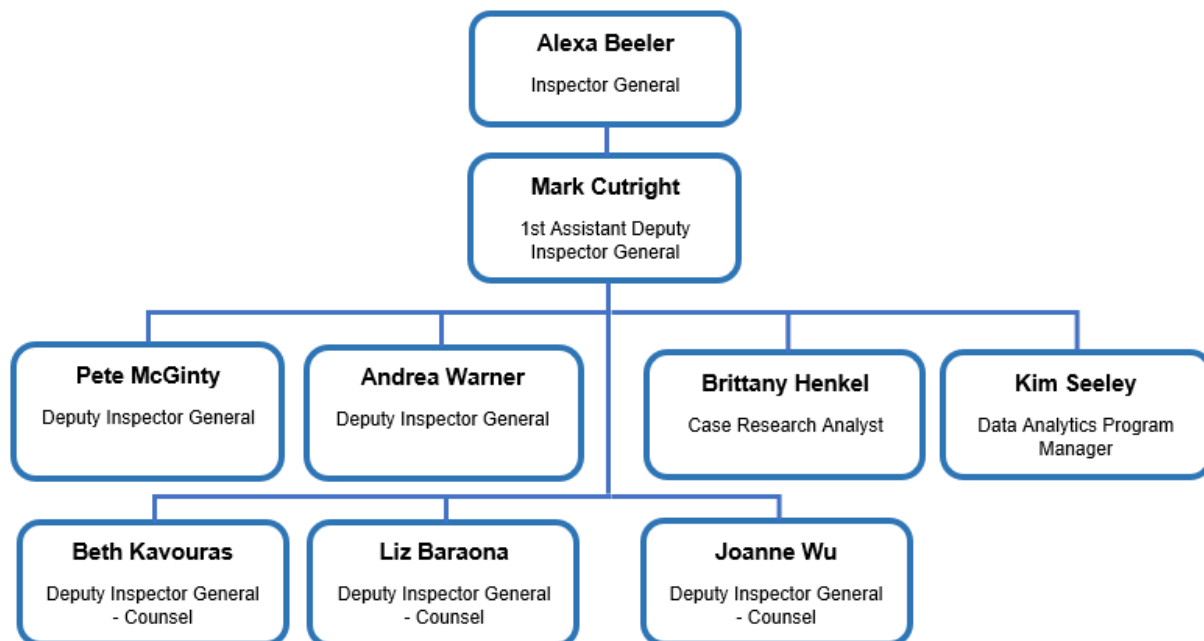 Alexa Beeler
Inspector General
Mark Cutright
1st Assistant Deputy
Inspector General
Pete McGinty
Deputy Inspector General
Andrea Warner
Deputy Inspector General
Brittany Henkel
Case Research Analyst
Kim Seeley
Data Analytics Program
Manager
Beth Kavouras
Deputy Inspector General
- Counsel
Liz Baraona
Deputy Inspector General
- Counsel
Joanne Wu
Deputy Inspector General
- Counsel